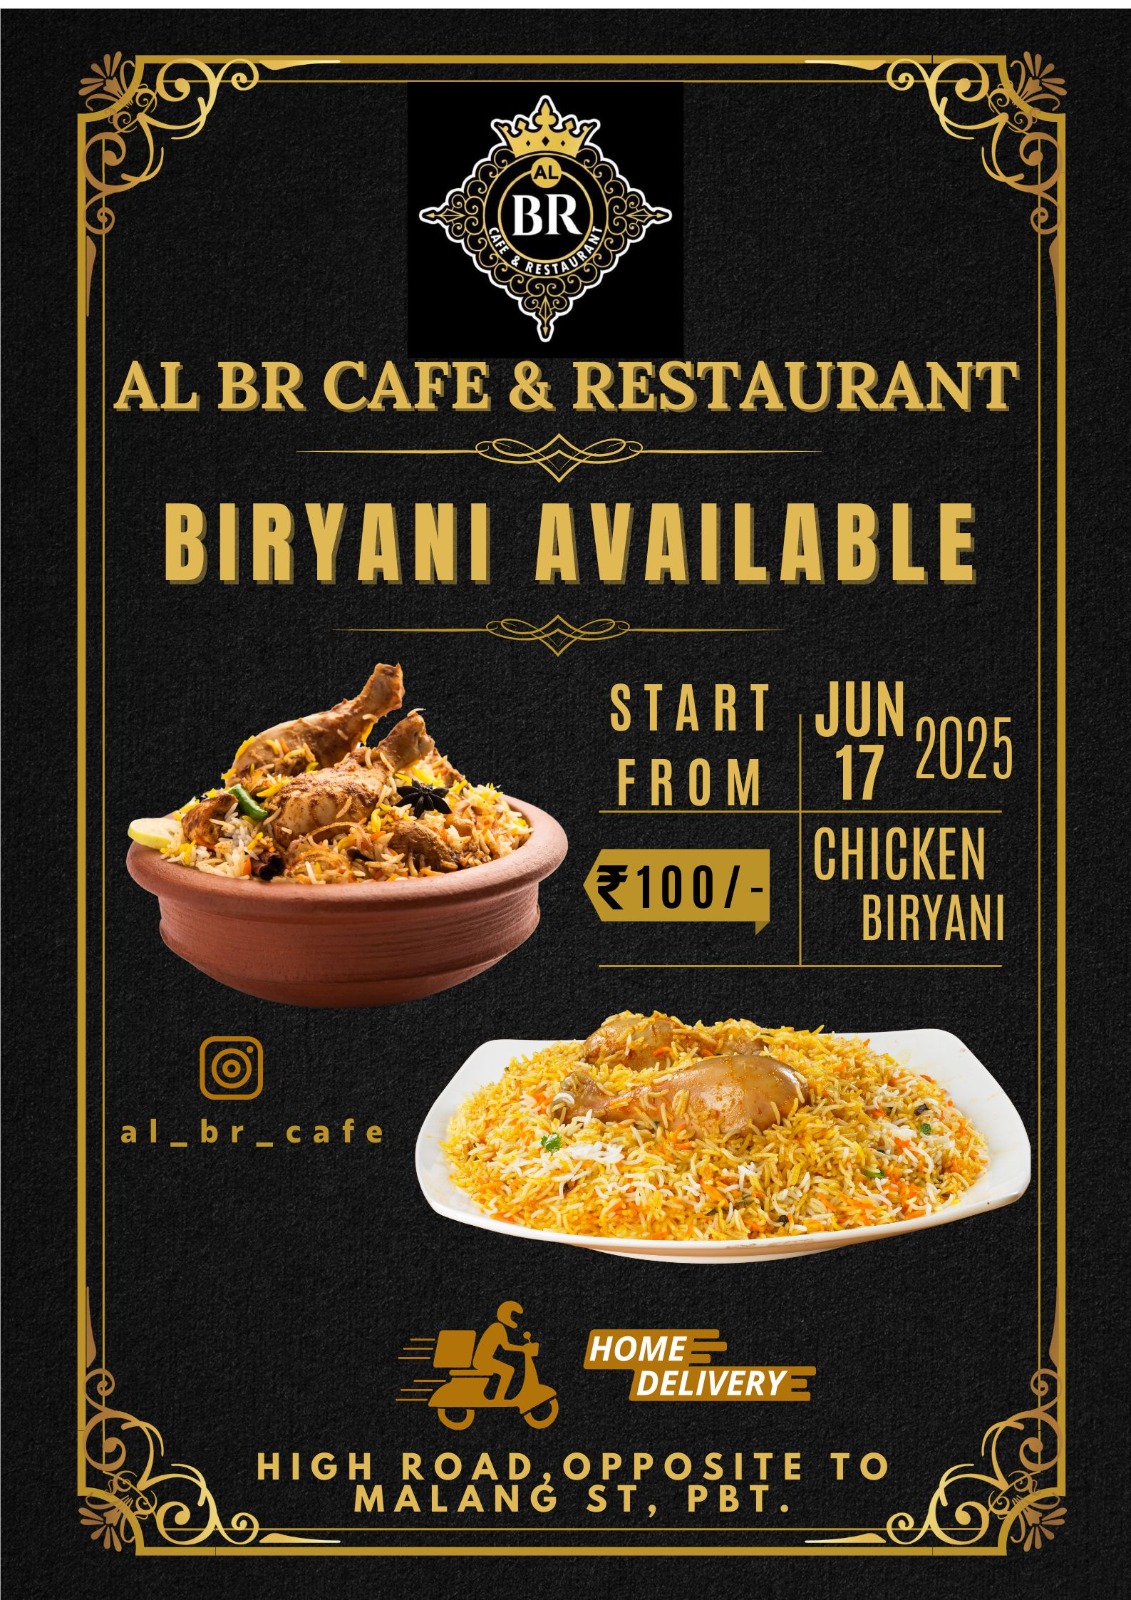 AL
BR
CAFE & RESTAURANT
AL BR CAFE & RESTAURANT
BIRYANI AVAILABLE
START
FROM
JUN
17
2025
₹100/-
CHICKEN
BIRYANI
al_br_cafe
HOME
DELIVERY
HIGH ROAD,OPPOSITE TO
MALANG ST, PBT.